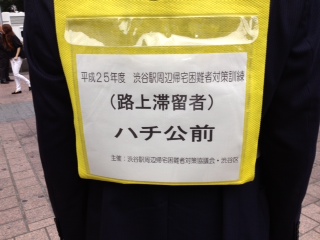 平成25年度　渋谷駅周辺帰宅困難者対策訓練
（路上滞留者）
ハチ公前
主催：渋谷駅周辺帰宅困難者対策協議会・渋谷区